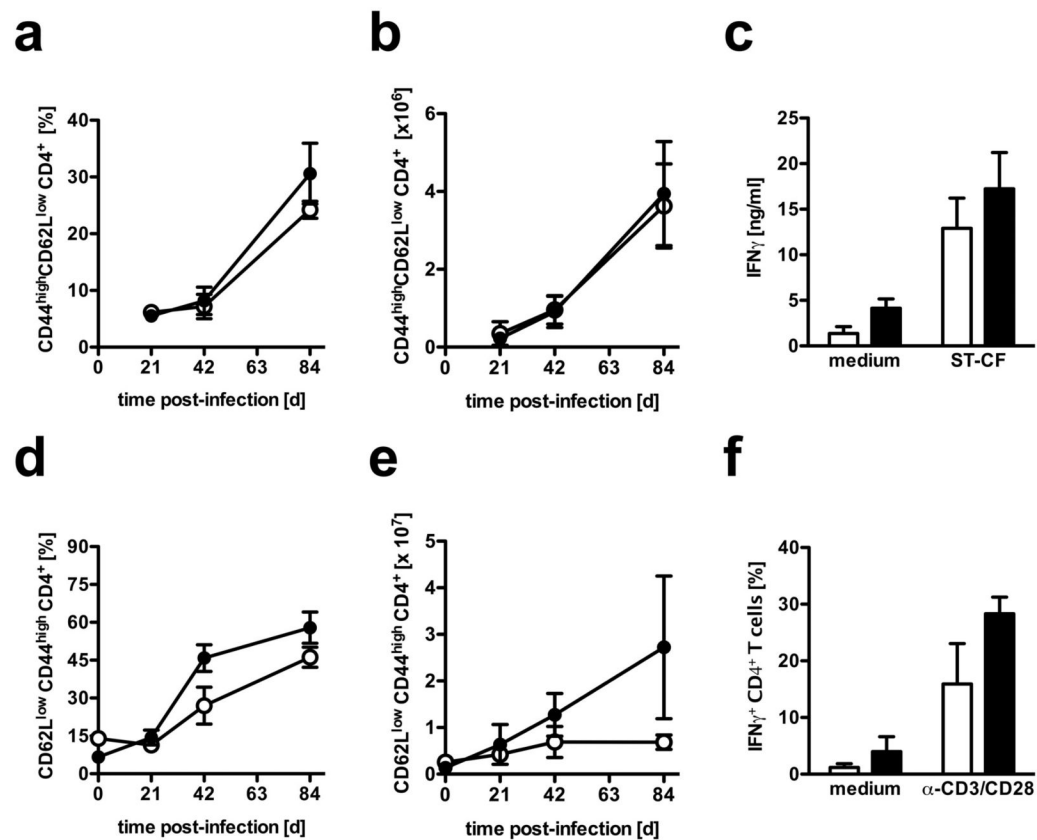 a
b
c
CD44highCD62Llow CD4+ [%]
40
30
20
10
0
0 21 42 63 84
time post-infection [d]
CD44highCD62Llow CD4+ [x10⁶]
6
4
2
0
0 21 42 63 84
time post-infection [d]
IFNγ [ng/ml]
25
20
15
10
5
0
medium ST-CF
d
e
f
CD62Llow CD44high CD4+ [%]
90
75
60
45
30
15
0
0 21 42 63 84
time post-infection [d]
CD62Llow CD44high CD4+ [x 10⁷]
5
4
3
2
1
0
0 21 42 63 84
time post-infection [d]
IFNγ+ CD4+ T cells [%]
40
30
20
10
0
medium α-CD3/CD28